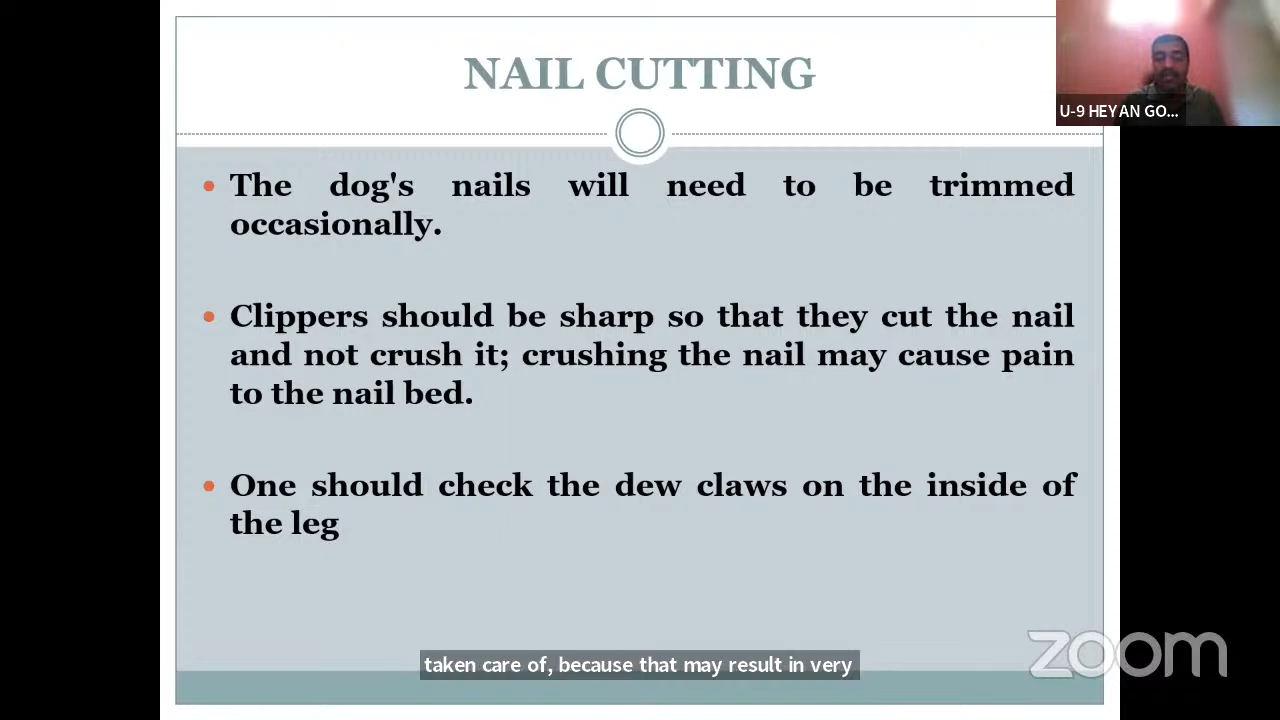 NAIL CUTTING
U-9 HEYAN GO...
The dog's nails will need to be trimmed
occasionally.
Clippers should be sharp so that they cut the nail
and not crush it; crushing the nail may cause pain
to the nail bed.
One should check the dew claws on the inside of
the leg
taken care of, because that may result in very
zoom